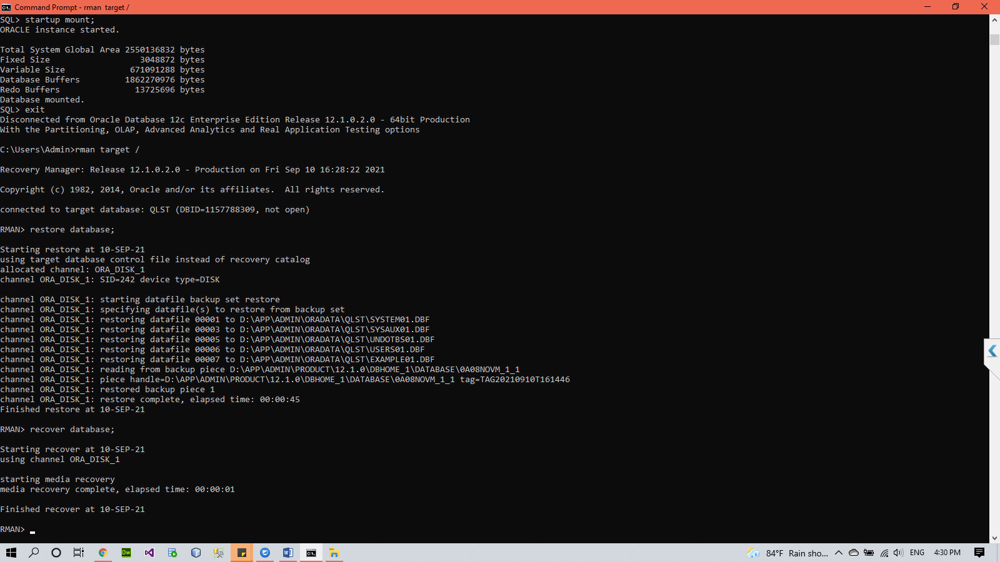 Command Prompt - rman  target /
SQL> startup mount;
ORACLE instance started.
Total System Global Area 2550136832 bytes
Fixed Size                  3048872 bytes
Variable Size             671091288 bytes
Database Buffers         1862270976 bytes
Redo Buffers               13725696 bytes
Database mounted.
SQL> exit
Disconnected from Oracle Database 12c Enterprise Edition Release 12.1.0.2.0 - 64bit Production
With the Partitioning, OLAP, Advanced Analytics and Real Application Testing options
C:\Users\Admin>rman target /
Recovery Manager: Release 12.1.0.2.0 - Production on Fri Sep 10 16:28:22 2021
Copyright (c) 1982, 2014, Oracle and/or its affiliates.  All rights reserved.
connected to target database: QLST (DBID=1157788309, not open)
RMAN> restore database;
Starting restore at 10-SEP-21
using target database control file instead of recovery catalog
allocated channel: ORA_DISK_1
channel ORA_DISK_1: SID=242 device type=DISK
channel ORA_DISK_1: starting datafile backup set restore
channel ORA_DISK_1: specifying datafile(s) to restore from backup set
channel ORA_DISK_1: restoring datafile 00001 to D:\APP\ADMIN\ORADATA\QLST\SYSTEM01.DBF
channel ORA_DISK_1: restoring datafile 00003 to D:\APP\ADMIN\ORADATA\QLST\SYSAUX01.DBF
channel ORA_DISK_1: restoring datafile 00005 to D:\APP\ADMIN\ORADATA\QLST\UNDOTBS01.DBF
channel ORA_DISK_1: restoring datafile 00006 to D:\APP\ADMIN\ORADATA\QLST\USERS01.DBF
channel ORA_DISK_1: restoring datafile 00007 to D:\APP\ADMIN\ORADATA\QLST\EXAMPLE01.DBF
channel ORA_DISK_1: reading from backup piece D:\APP\ADMIN\PRODUCT\12.1.0\DBHOME_1\DATABASE\0A08NOVM_1_1
channel ORA_DISK_1: piece handle=D:\APP\ADMIN\PRODUCT\12.1.0\DBHOME_1\DATABASE\0A08NOVM_1_1 tag=TAG20210910T161446
channel ORA_DISK_1: restored backup piece 1
channel ORA_DISK_1: restore complete, elapsed time: 00:00:45
Finished restore at 10-SEP-21
RMAN> recover database;
Starting recover at 10-SEP-21
using channel ORA_DISK_1
starting media recovery
media recovery complete, elapsed time: 00:00:01
Finished recover at 10-SEP-21
RMAN>
Dw
84°F Rain sho...
ENG
4:30 PM